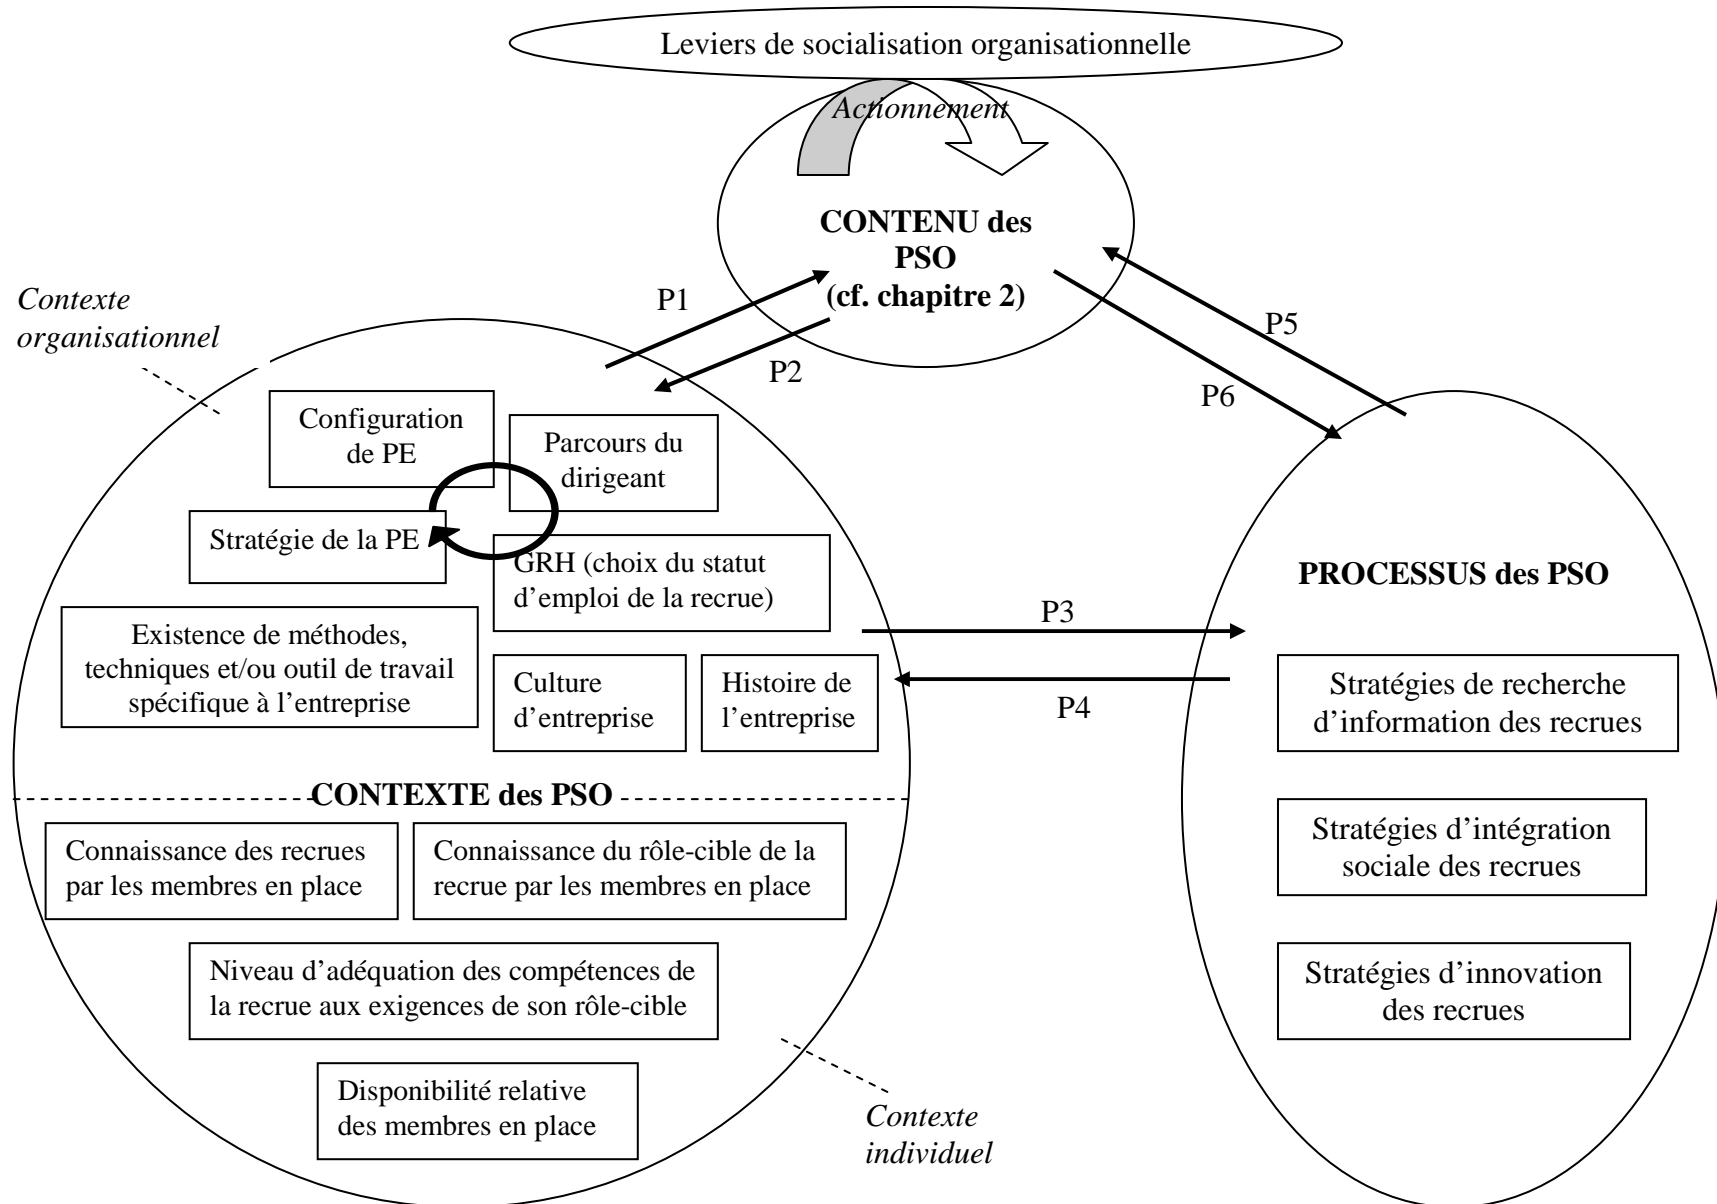 Leviers de socialisation organisationnelle
Actionnement
CONTENU des
PSO
(cf. chapitre 2)
Contexte
organisationnel
P1
P2
P5
P6
Configuration
de PE
Parcours du
dirigeant
Stratégie de la PE
GRH (choix du statut
d’emploi de la recrue)
Existence de méthodes,
techniques et/ou outil de travail
spécifique à l’entreprise
Culture
d’entreprise
Histoire de
l’entreprise
P3
P4
PROCESSUS des PSO
Stratégies de recherche
d’information des recrues
Stratégies d’intégration
sociale des recrues
Stratégies d’innovation
des recrues
CONTEXTE des PSO
Connaissance des recrues
par les membres en place
Connaissance du rôle-cible de la
recrue par les membres en place
Niveau d’adéquation des compétences de
la recrue aux exigences de son rôle-cible
Disponibilité relative
des membres en place
Contexte
individuel